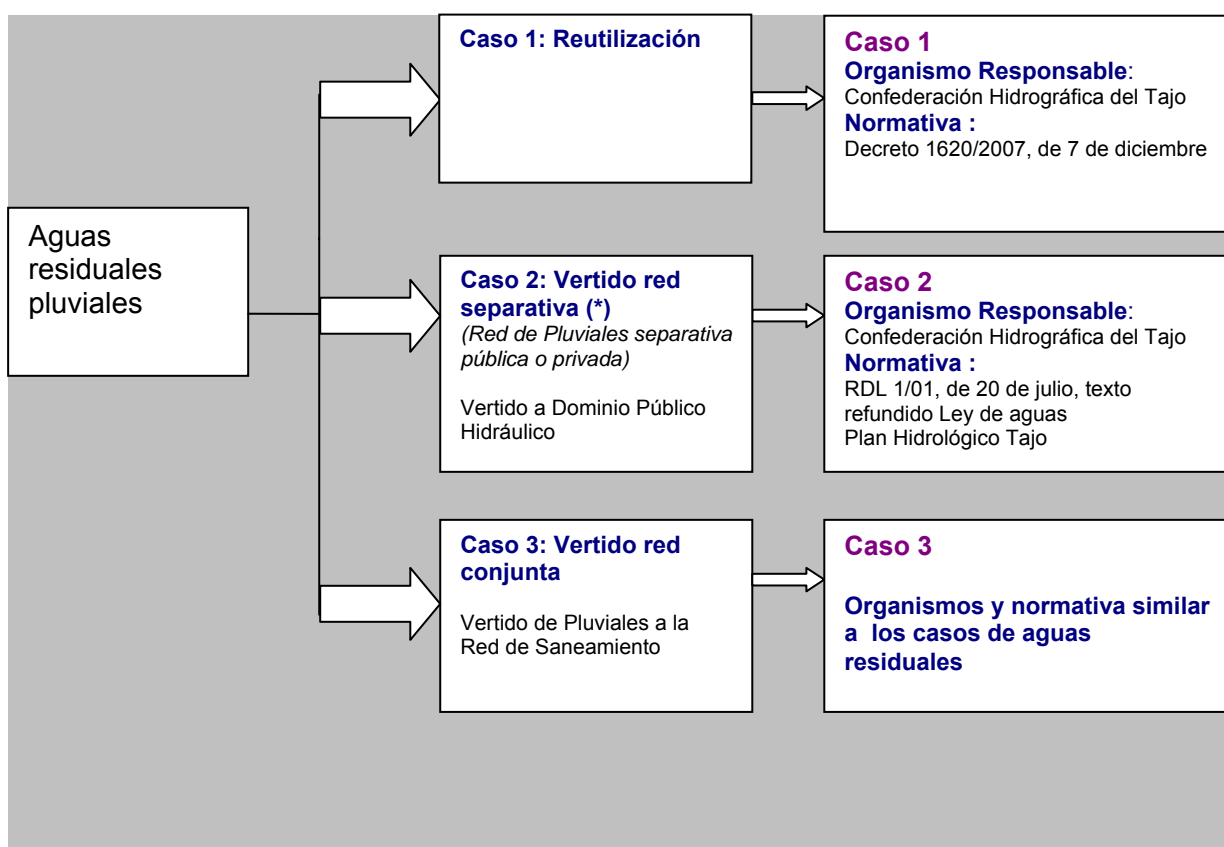 Aguas
residuales
pluviales
Caso 1: Reutilización
Caso 1
Organismo Responsable:
Confederación Hidrográfica del Tajo
Normativa :
Decreto 1620/2007, de 7 de diciembre
Caso 2: Vertido red
separativa (*)
(Red de Pluviales separativa
pública o privada)
Vertido a Dominio Público
Hidráulico
Caso 2
Organismo Responsable:
Confederación Hidrográfica del Tajo
Normativa :
RDL 1/01, de 20 de julio, texto
refundido Ley de aguas
Plan Hidrológico Tajo
Caso 3: Vertido red
conjunta
Vertido de Pluviales a la
Red de Saneamiento
Caso 3
Organismos y normativa similar
a  los casos de aguas
residuales